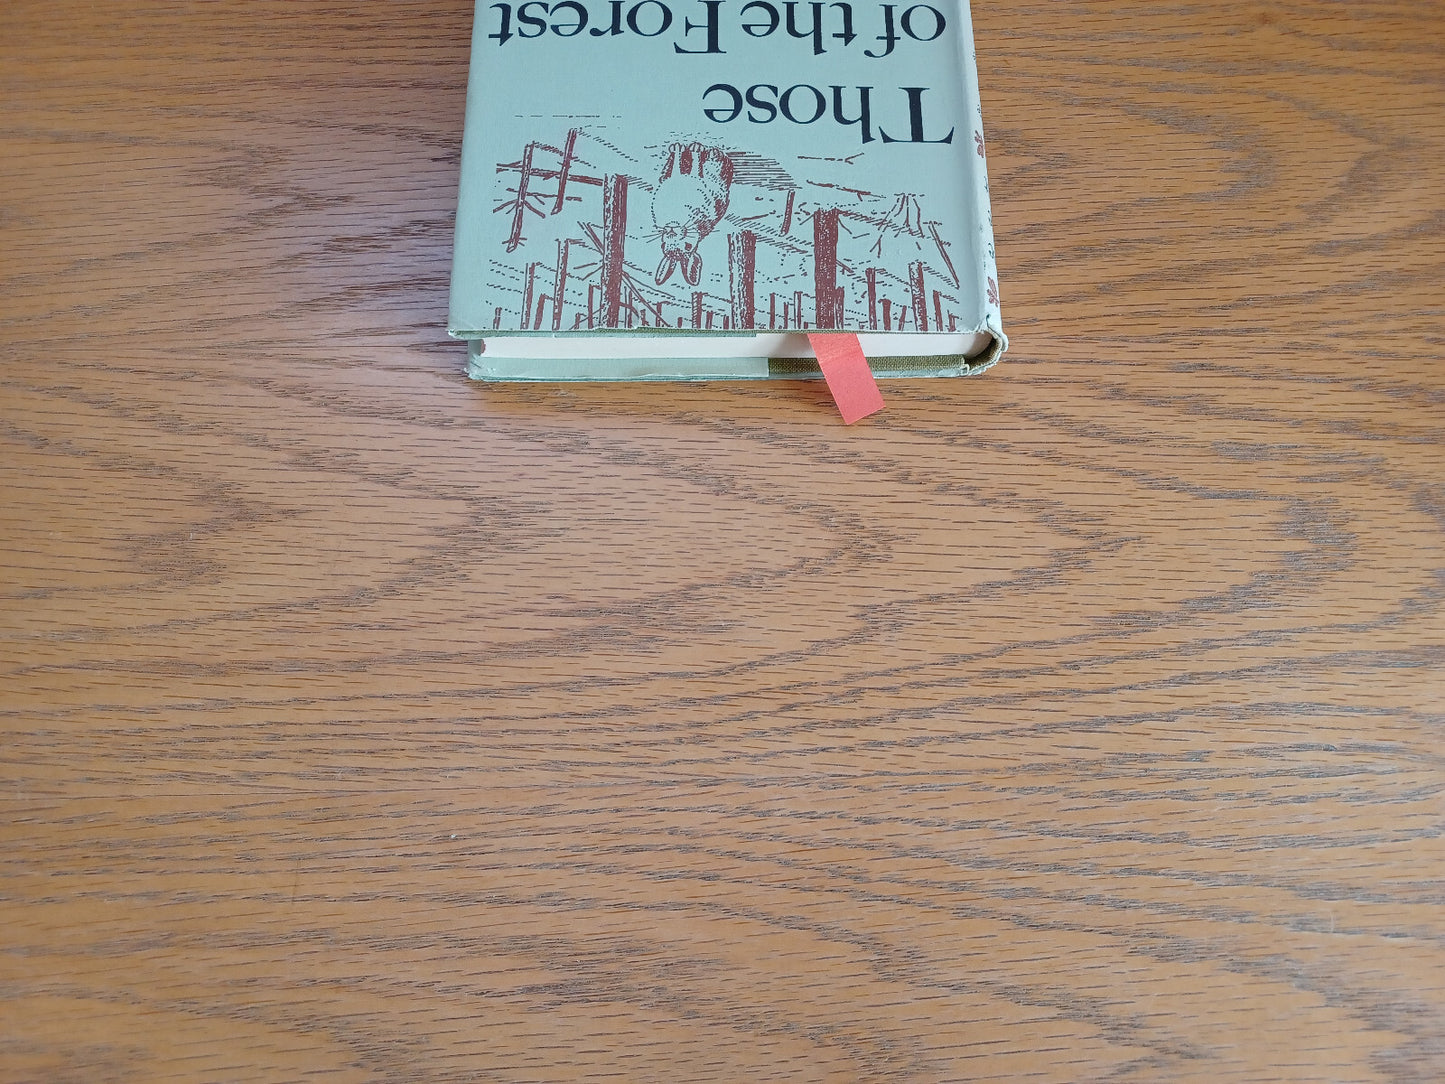 Those
of the Forest